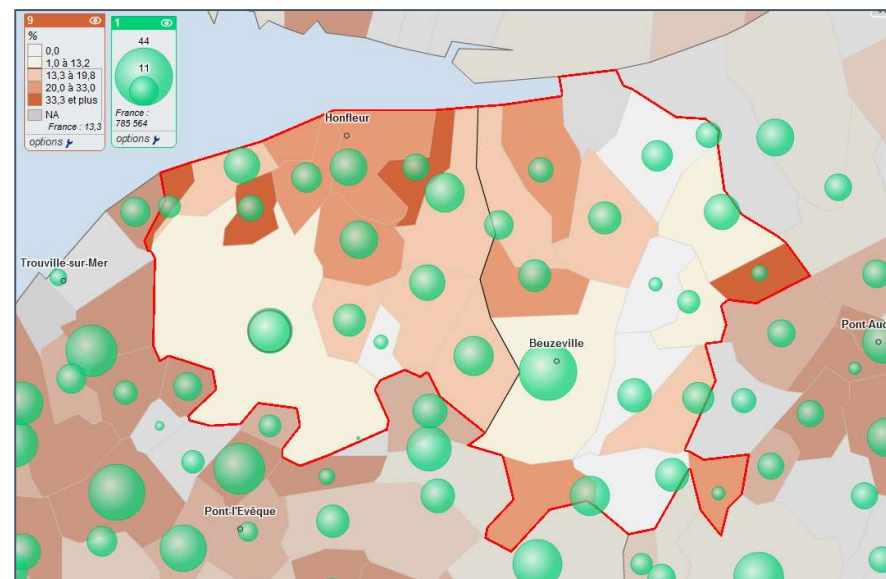 9
%
0,0
1,0 à 13,2
13,3 à 19,8
20,0 à 33,0
33,3 et plus
NA
France : 13,3
options
1
44
11
France :
785 564
options
Honfleur
Trouville-sur-Mer
Beuzeville
Pont-Aud
Pont-l'Evêque